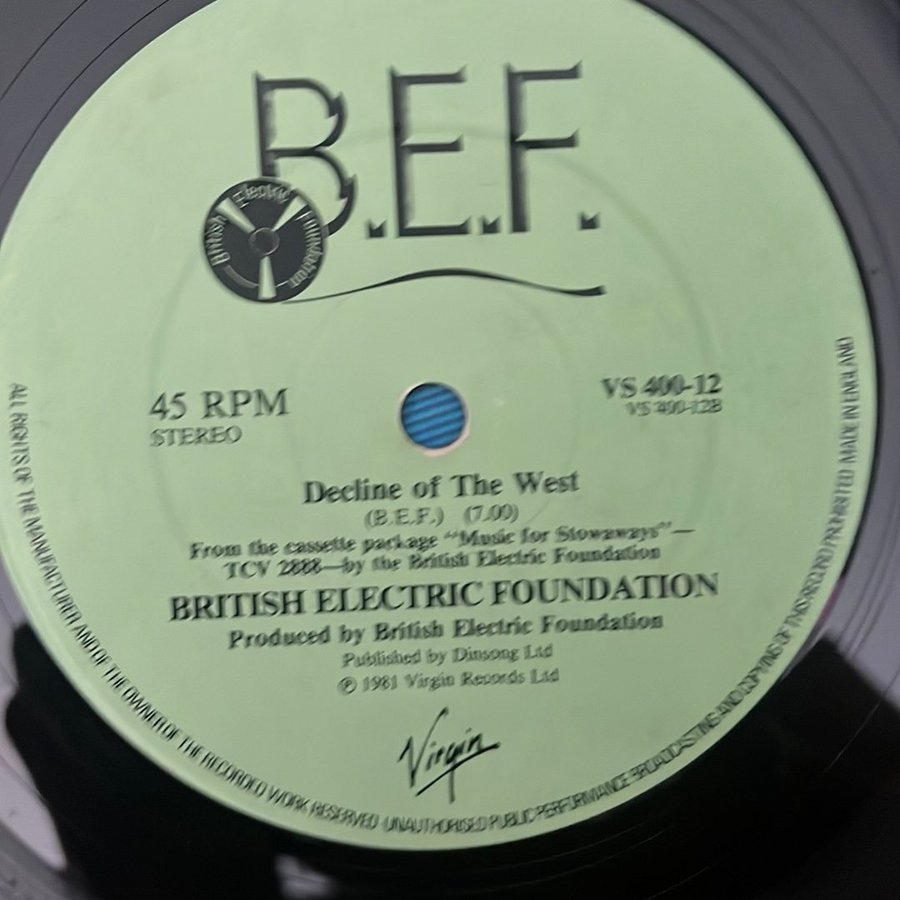 B.E.F.
British Electric Foundation
45 RPM
STEREO
VS 400-12
VS 400-12B
Decline of The West
(B.E.F.) (7.00)
From the cassette package "Music for Stowaways"—
TCV 2888—by the British Electric Foundation
BRITISH ELECTRIC FOUNDATION
Produced by British Electric Foundation
Published by Dinsong Ltd
℗ 1981 Virgin Records Ltd
Virgin
ALL RIGHTS OF THE MANUFACTURER AND OF THE OWNER OF THE RECORDED WORK RESERVED · UNAUTHORISED PUBLIC PERFORMANCE BROADCASTING AND COPYING OF THIS RECORD PROHIBITED MADE IN ENGLAND